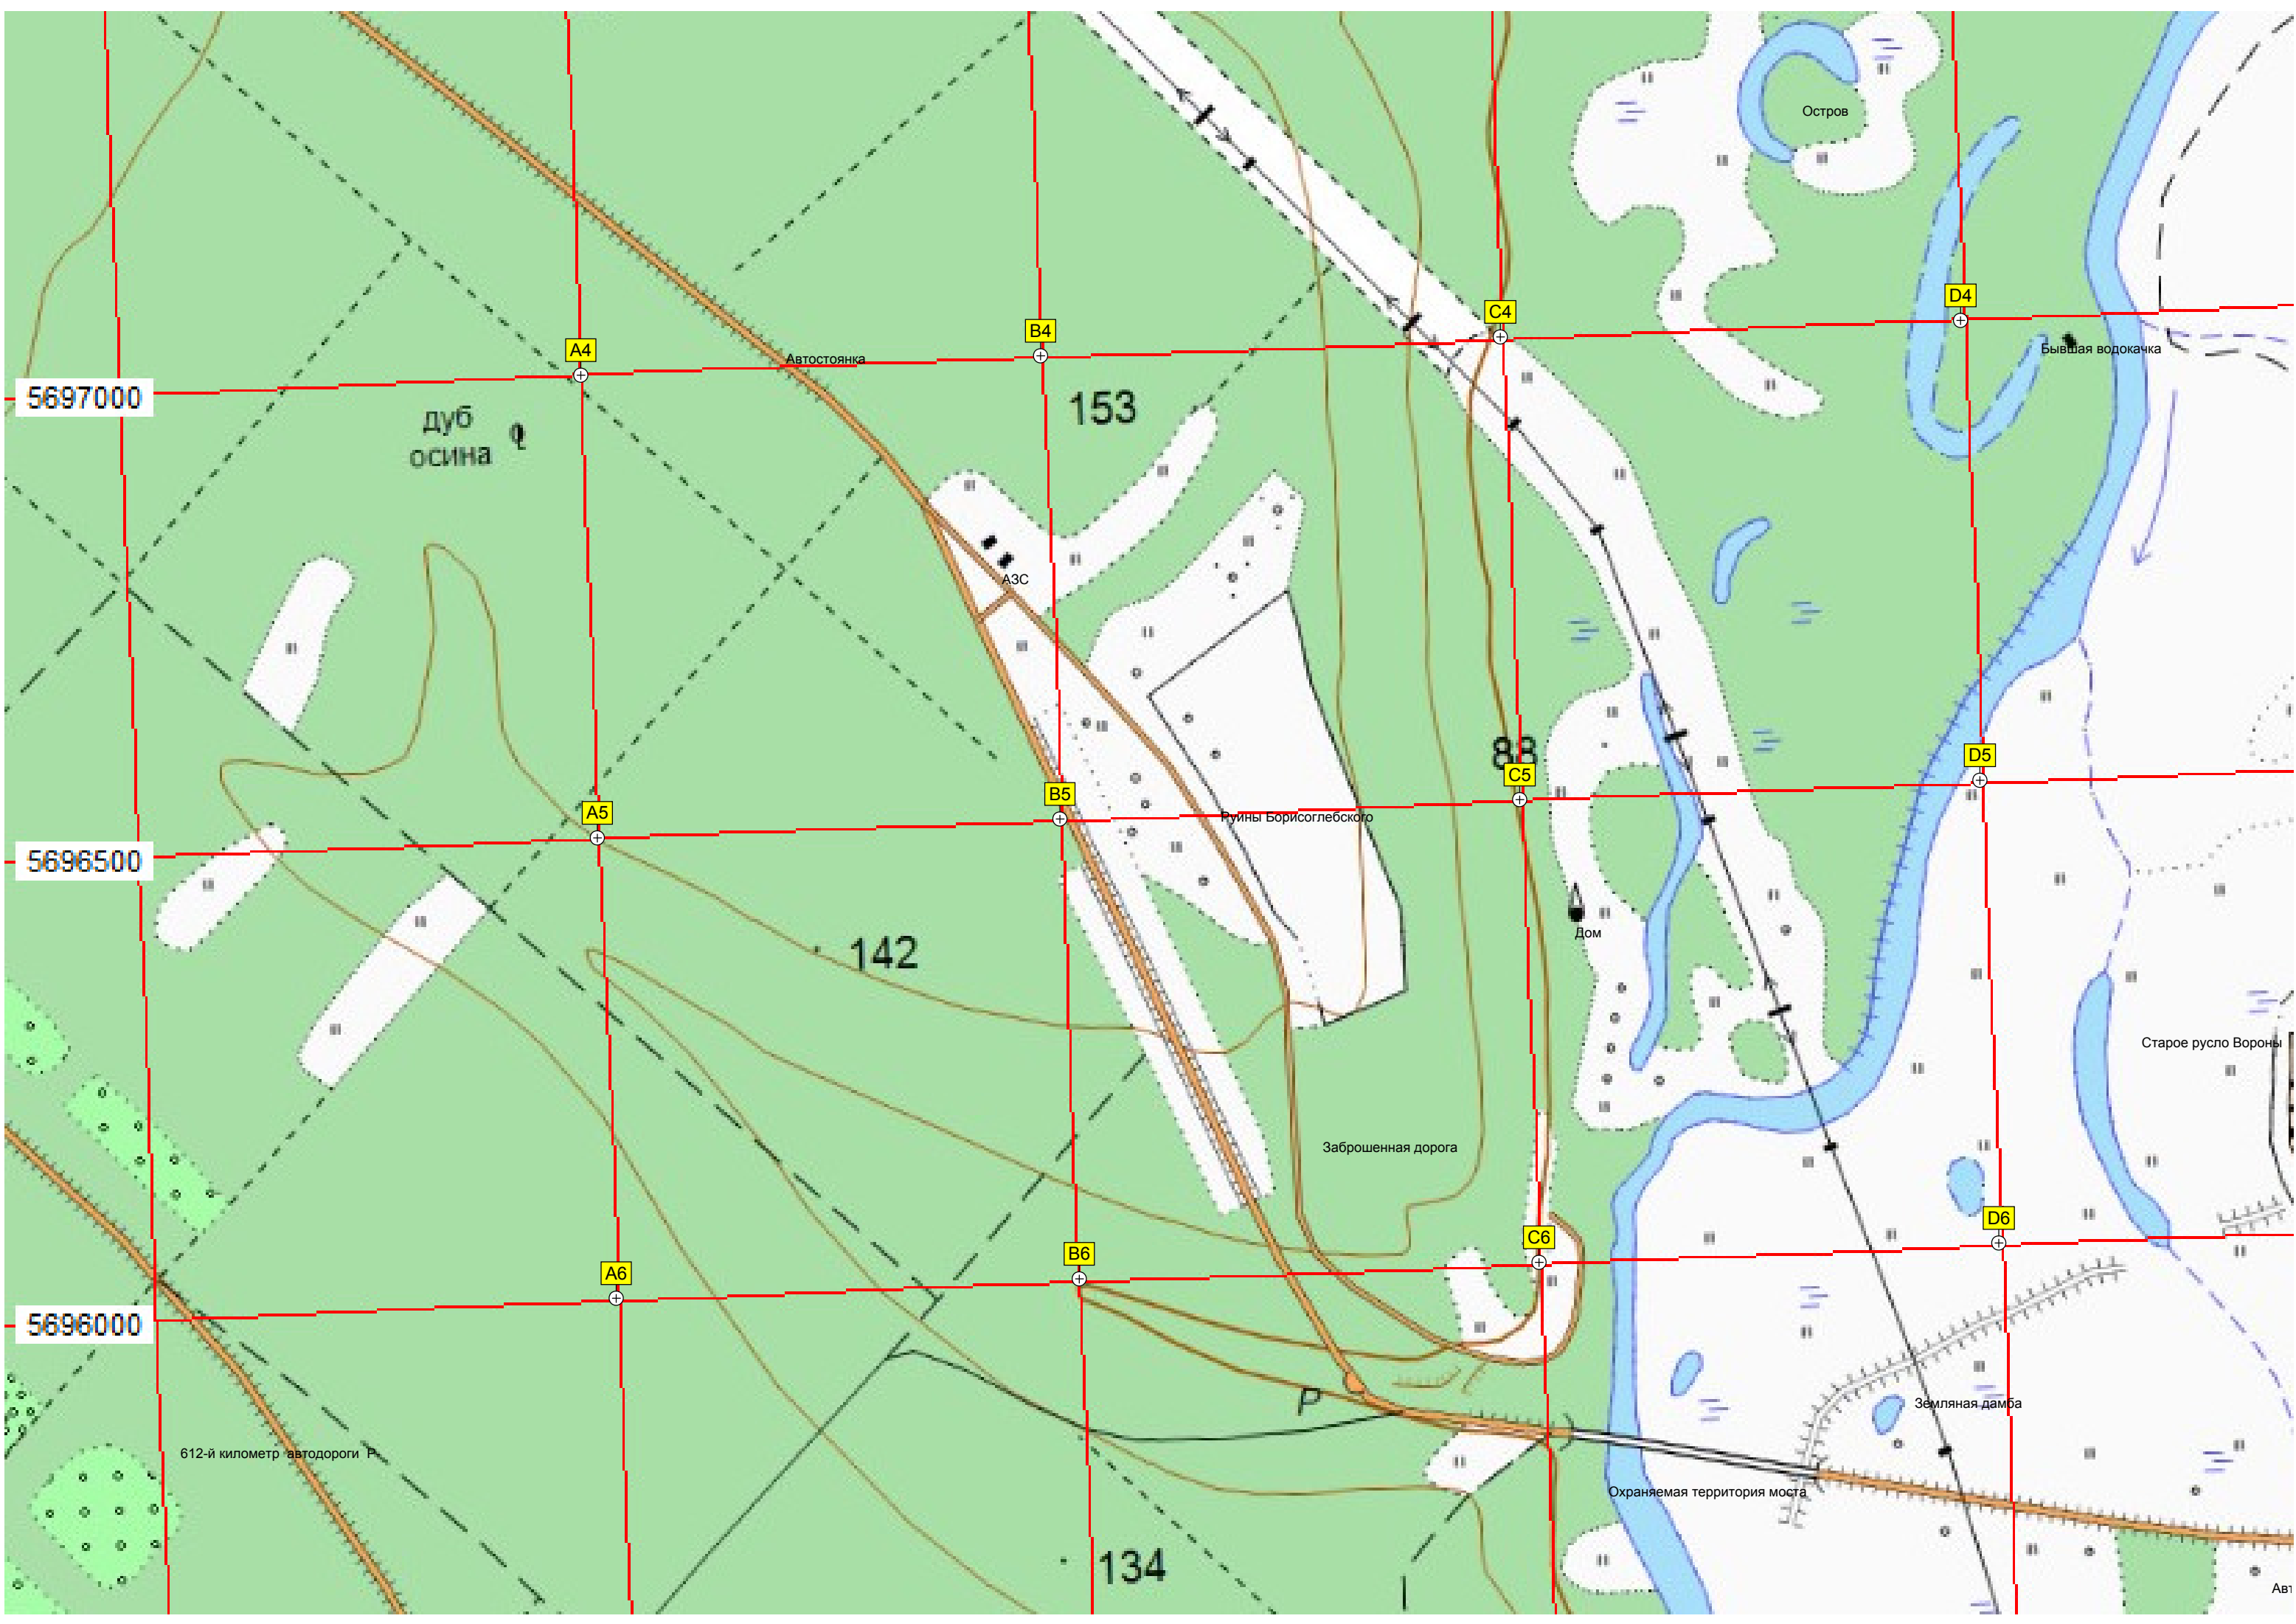 Остров
D4
C4
B4
A4
Бывшая водокачка
Автостоянка
5697000
153
дуб
осина
АЗС
88
D5
C5
B5
A5
Руины Борисоглебского
5696500
Дом
142
Старое русло Вороны
Заброшенная дорога
D6
C6
B6
A6
5696000
P
Земляная дамба
612-й километр автодороги Р
Охраняемая территория моста
134